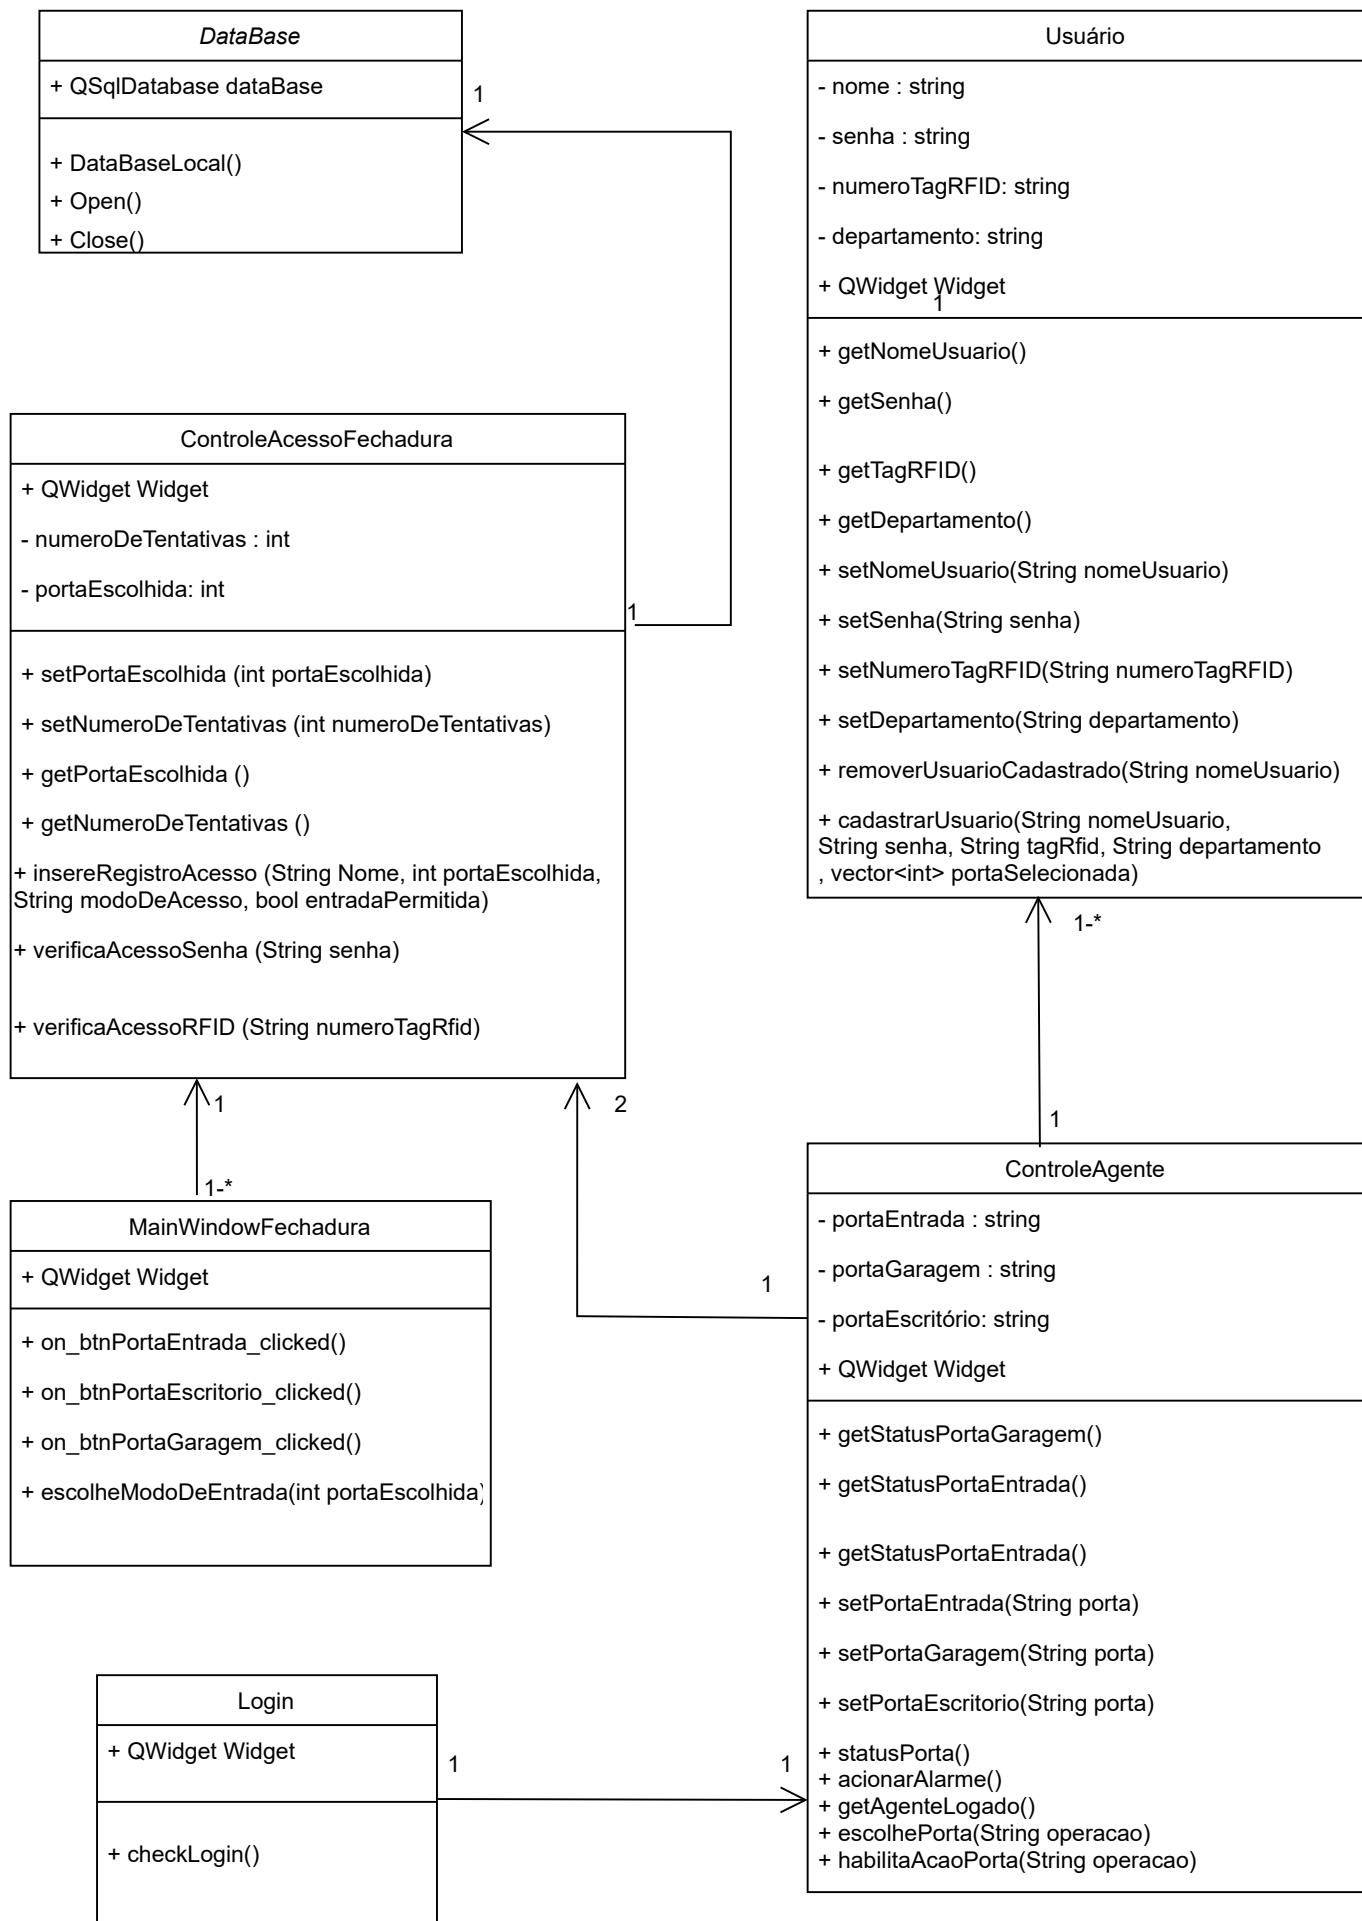 DataBase
+ QSqlDatabase dataBase
1
+ DataBaseLocal()
+ Open()
+ Close()
Usuário
- nome : string
- senha : string
- numeroTagRFID: string
- departamento: string
+ QWidget Widget
1
+ getNomeUsuario()
+ getSenha()
+ getTagRFID()
+ getDepartamento()
+ setNomeUsuario(String nomeUsuario)
+ setSenha(String senha)
+ setNumeroTagRFID(String numeroTagRFID)
+ setDepartamento(String departamento)
+ removerUsuarioCadastrado(String nomeUsuario)
+ cadastrarUsuario(String nomeUsuario,
String senha, String tagRfid, String departamento
, vector<int> portaSelecionada)
1-*
1
ControleAcessoFechadura
+ QWidget Widget
- numeroDeTentativas : int
- portaEscolhida: int
1
+ setPortaEscolhida (int portaEscolhida)
+ setNumeroDeTentativas (int numeroDeTentativas)
+ getPortaEscolhida ()
+ getNumeroDeTentativas ()
+ insereRegistroAcesso (String Nome, int portaEscolhida,
String modoDeAcesso, bool entradaPermitida)
+ verificaAcessoSenha (String senha)
+ verificaAcessoRFID (String numeroTagRfid)
1
2
1-*
MainWindowFechadura
+ QWidget Widget
+ on_btnPortaEntrada_clicked()
+ on_btnPortaEscritorio_clicked()
+ on_btnPortaGaragem_clicked()
+ escolheModoDeEntrada(int portaEscolhida)
1
ControleAgente
- portaEntrada : string
- portaGaragem : string
- portaEscritório: string
+ QWidget Widget
+ getStatusPortaGaragem()
+ getStatusPortaEntrada()
+ getStatusPortaEntrada()
+ setPortaEntrada(String porta)
+ setPortaGaragem(String porta)
+ setPortaEscritorio(String porta)
+ statusPorta()
+ acionarAlarme()
+ getAgenteLogado()
+ escolhePorta(String operacao)
+ habilitaAcaoPorta(String operacao)
Login
+ QWidget Widget
1
1
+ checkLogin()